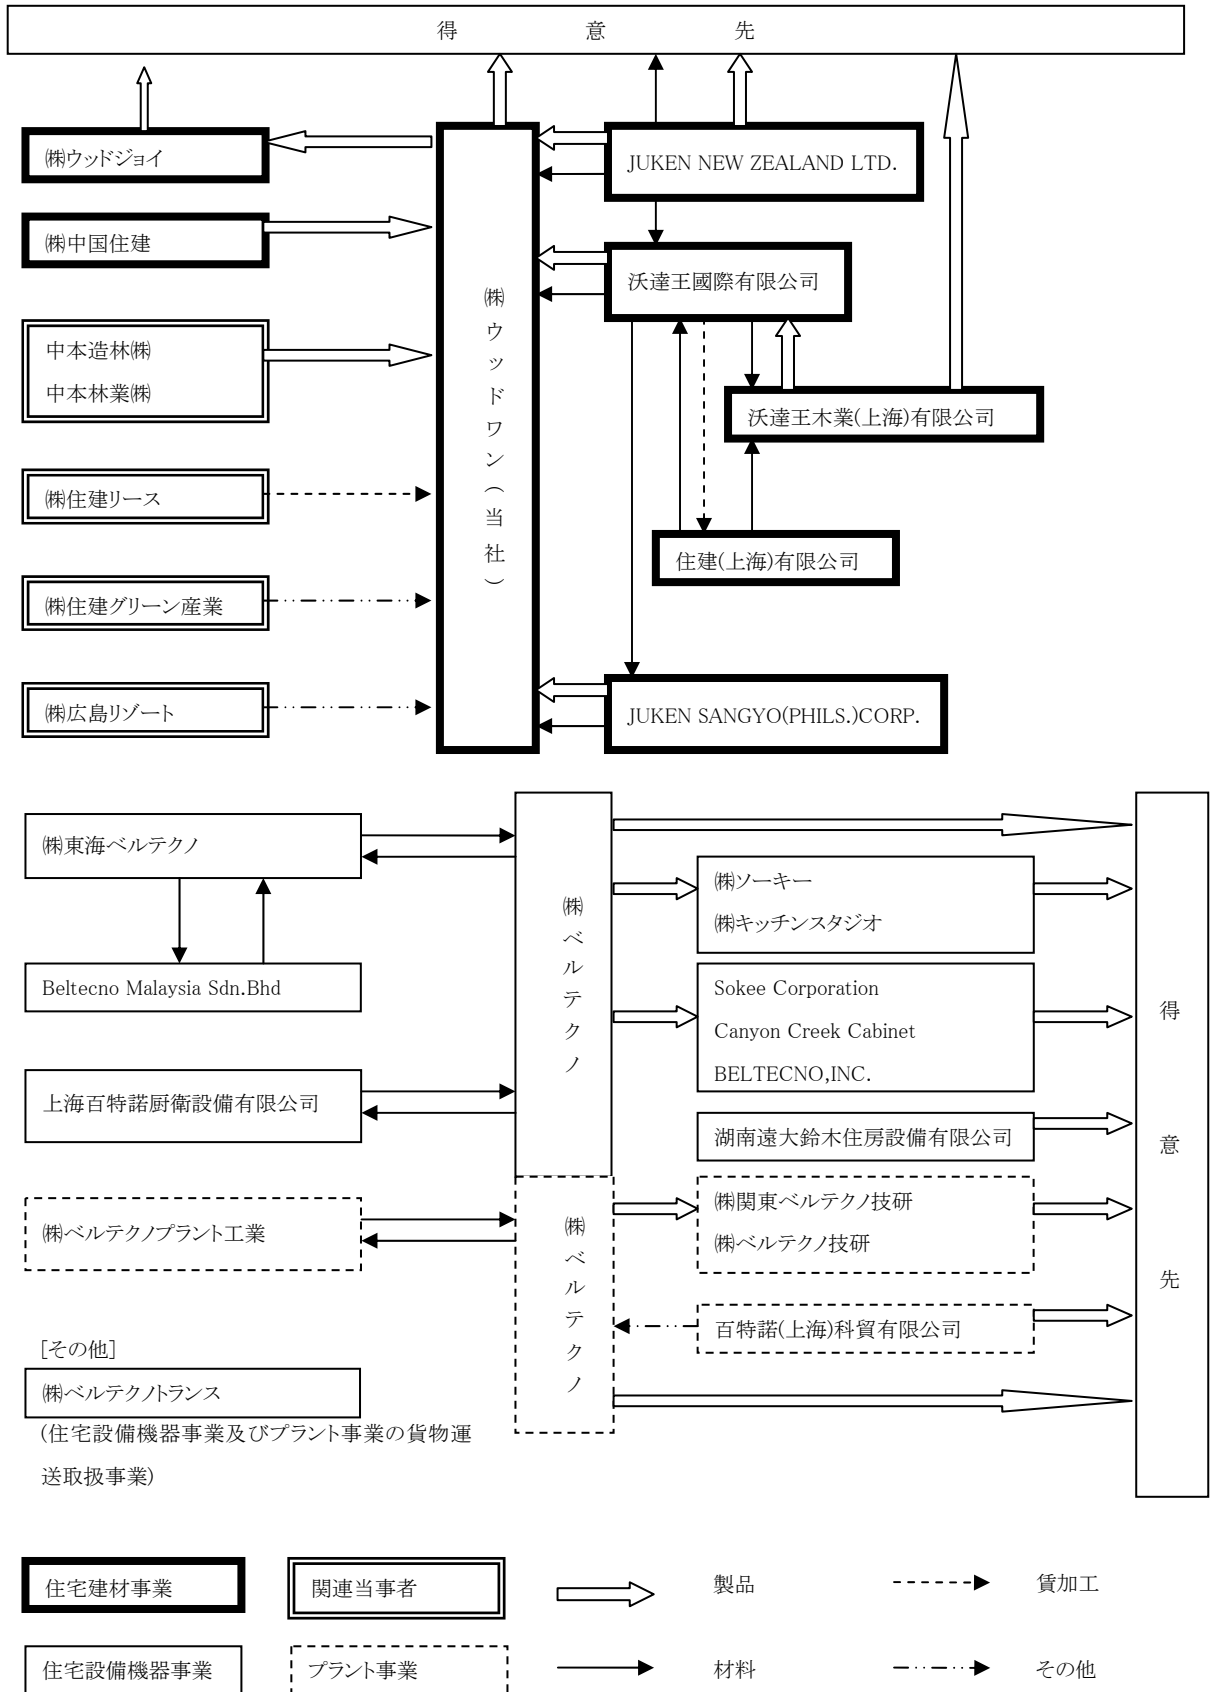 得意先
㈱ウッドジョイ
JUKEN NEW ZEALAND LTD.
㈱中国住建
沃達王國際有限公司
㈱ウッドワン(当社)
中本造林㈱
中本林業㈱
沃達王木業(上海)有限公司
㈱住建リース
住建(上海)有限公司
㈱住建グリーン産業
㈱広島リゾート
JUKEN SANGYO(PHILS.)CORP.
㈱東海ベルテクノ
㈱ベルテクノ
㈱ソーキー
㈱キッチンスタジオ
Beltecno Malaysia Sdn.Bhd
Sokee Corporation
Canyon Creek Cabinet
BELTECNO,INC.
得意先
上海百特諾厨衛設備有限公司
湖南遠大鈴木住房設備有限公司
㈱ベルテクノプラント工業
㈱ベルテクノ
㈱関東ベルテクノ技研
㈱ベルテクノ技研
百特諾(上海)科貿有限公司
[その他]
㈱ベルテクノトランス
(住宅設備機器事業及びプラント事業の貨物運
送取扱事業)
住宅建材事業
関連当事者
製品
賃加工
住宅設備機器事業
プラント事業
材料
その他